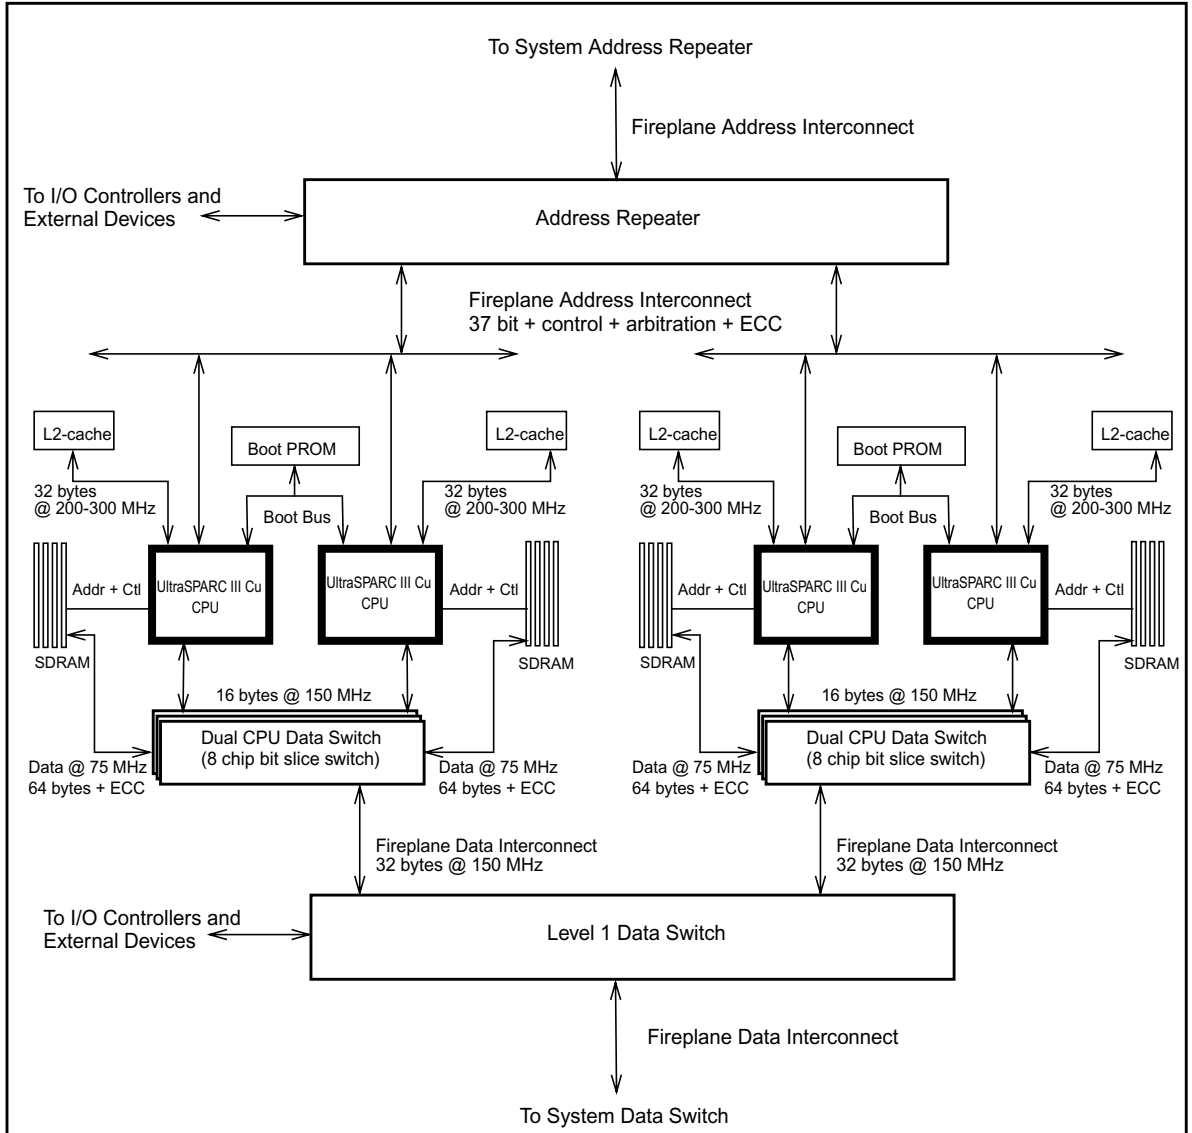 To System Address Repeater
Fireplane Address Interconnect
To I/O Controllers and
External Devices
Address Repeater
Fireplane Address Interconnect
37 bit + control + arbitration + ECC
L2-cache
Boot PROM
L2-cache
32 bytes
@ 200-300 MHz
Boot Bus
32 bytes
@ 200-300 MHz
UltraSPARC III Cu
CPU
UltraSPARC III Cu
CPU
Addr + Ctl
Addr + Ctl
SDRAM
SDRAM
16 bytes @ 150 MHz
Dual CPU Data Switch
(8 chip bit slice switch)
Data @ 75 MHz
64 bytes + ECC
Data @ 75 MHz
64 bytes + ECC
L2-cache
Boot PROM
L2-cache
32 bytes
@ 200-300 MHz
Boot Bus
32 bytes
@ 200-300 MHz
UltraSPARC III Cu
CPU
UltraSPARC III Cu
CPU
Addr + Ctl
Addr + Ctl
SDRAM
SDRAM
16 bytes @ 150 MHz
Dual CPU Data Switch
(8 chip bit slice switch)
Data @ 75 MHz
64 bytes + ECC
Data @ 75 MHz
64 bytes + ECC
Fireplane Data Interconnect
32 bytes @ 150 MHz
Fireplane Data Interconnect
32 bytes @ 150 MHz
To I/O Controllers and
External Devices
Level 1 Data Switch
Fireplane Data Interconnect
To System Data Switch